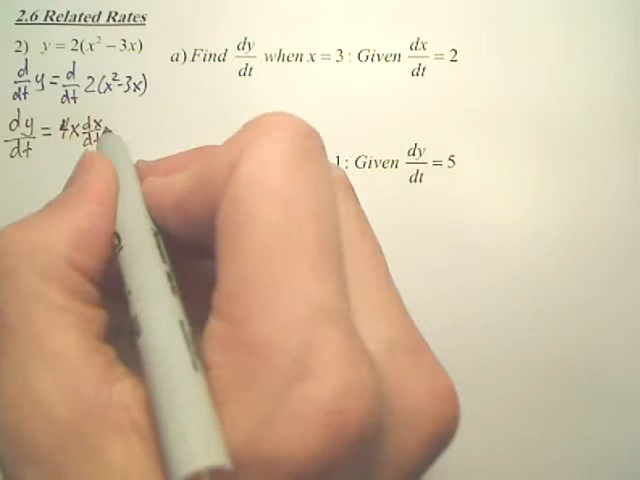 2.6 Related Rates
2) y = 2(x² − 3x)
a) Find dy/dt when x = 3 : Given dx/dt = 2
d/dt y = d/dt 2(x²-3x)
dy/dt = 4x dx/dt
1: Given dy/dt = 5